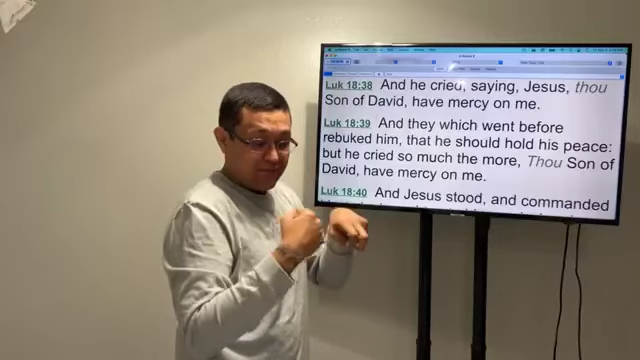 Luk 18:38 And he cried, saying, Jesus, thou
Son of David, have mercy on me.
Luk 18:39 And they which went before
rebuked him, that he should hold his peace:
but he cried so much the more, Thou Son of
David, have mercy on me.
Luk 18:40 And Jesus stood, and commanded